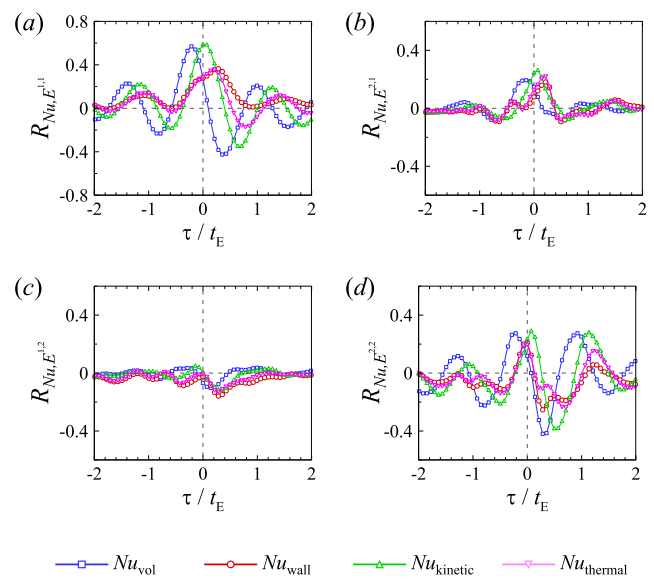 (a) (b)
0.8
0.4
0
-0.4
0.8
R_{Nu,E^{1,1}}
-2 -1 0 1 2
τ / t_E
0.4
0
-0.6
R_{Nu,E^{2,1}}
-2 -1 0 1 2
τ / t_E
(c) (d)
0.4
0
-0.4
R_{Nu,E^{1,2}}
-2 -1 0 1 2
τ / t_E
0.4
0
-0.4
R_{Nu,E^{2,2}}
-2 -1 0 1 2
τ / t_E
Nu_vol Nu_wall Nu_kinetic Nu_thermal